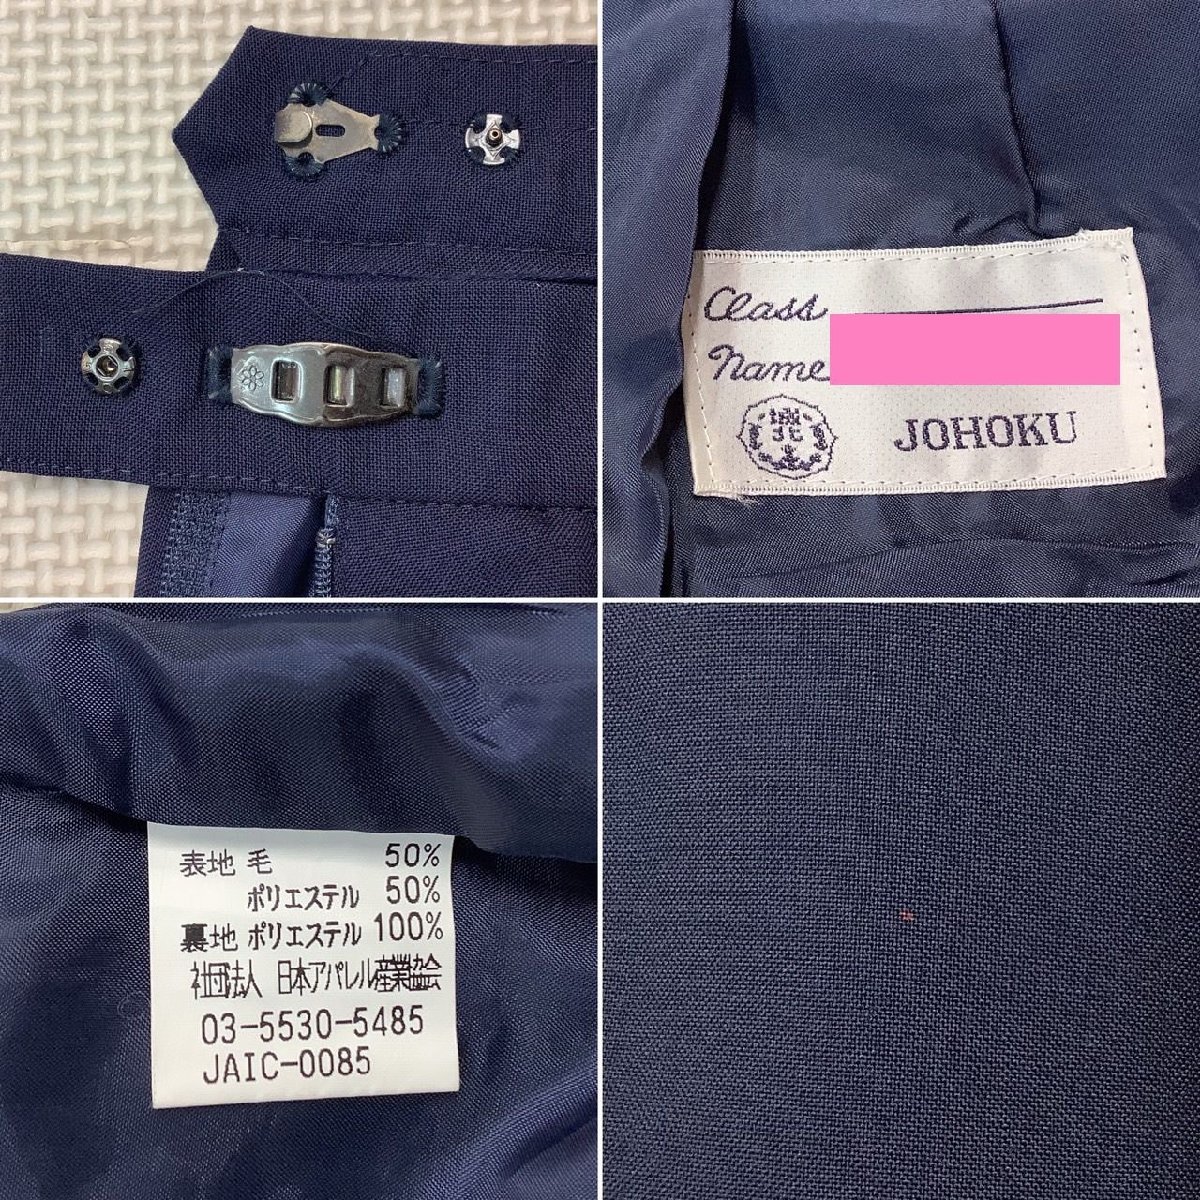 Class
Name
JOHOKU
表地 毛 50%
ポリエステル 50%
裏地 ポリエステル 100%
社団法人 日本アパレル産業協会
03-5530-5485
JAIC-0085